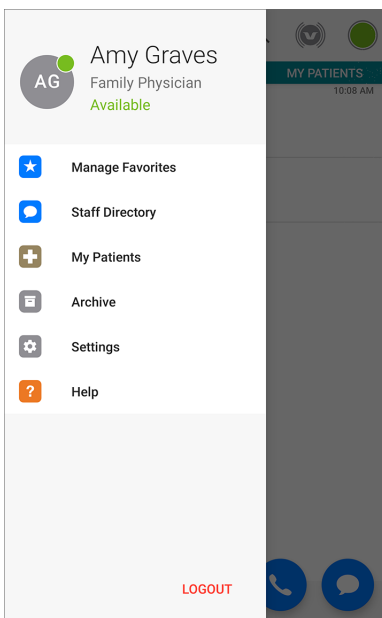 Amy Graves
AG
Family Physician
Available
MY PATIENTS
10:08 AM
Manage Favorites
Staff Directory
My Patients
Archive
Settings
?
Help
LOGOUT